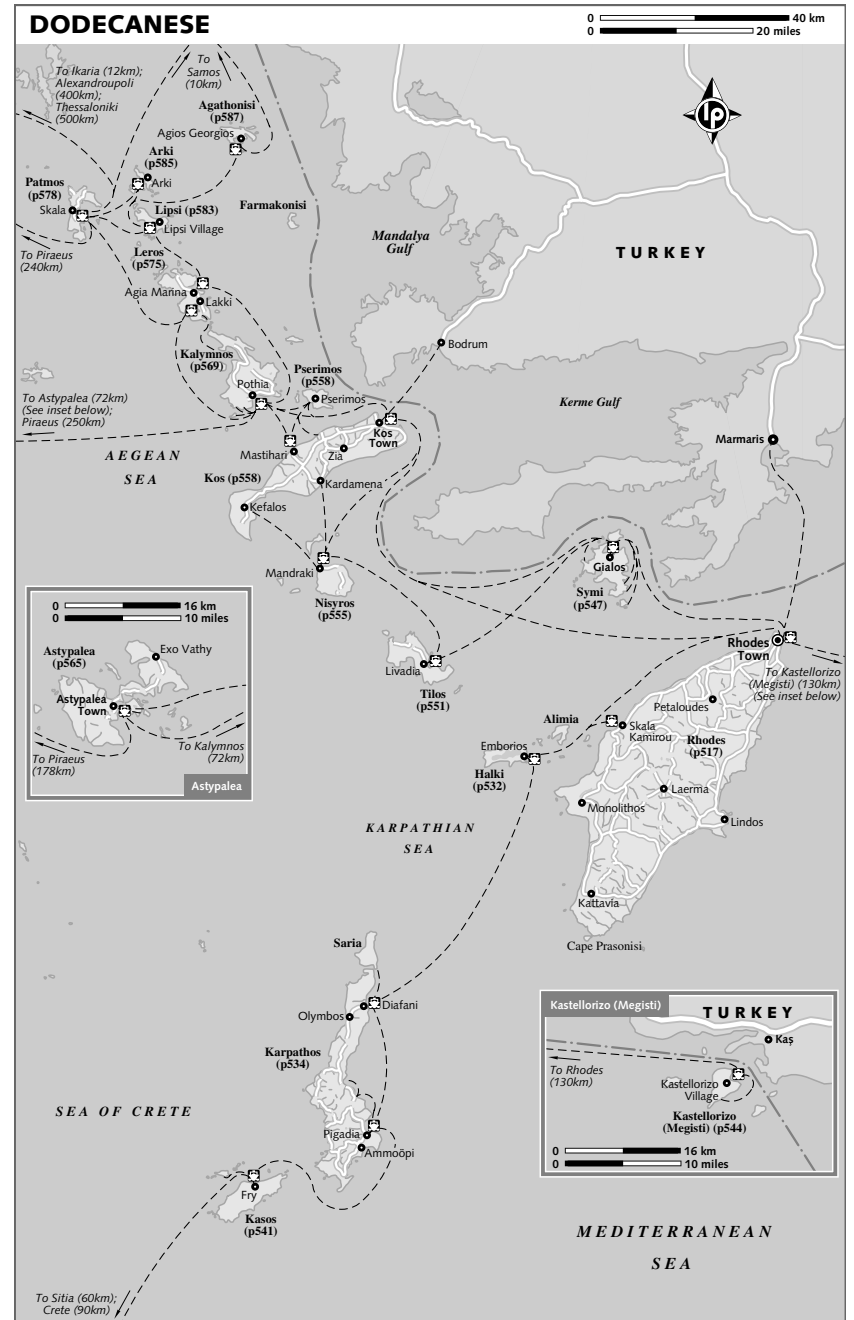 DODECANESE
0 40 km
0 20 miles
To Ikaria (12km);
Alexandroupoli
(400km);
Thessaloniki
(500km)
To
Samos
(10km)
Agathonisi
(p587)
Agios Georgios
Arki
(p585)
Arki
Patmos
(p578)
Skala
Lipsi (p583)
Lipsi Village
Farmakonisi
To Piraeus
(240km)
Leros
(p575)
Agia Marina
Lakki
Mandalya
Gulf
TURKEY
lp
Bodrum
Kalymnos
(p569)
Pothia
Pserimos
(p558)
Pserimos
To Astypalea (72km)
(See inset below);
Piraeus (250km)
Kerme Gulf
Marmaris
AEGEAN
SEA
Kos
Town
Mastihari
Zia
Kos (p558)
Kardamena
Kefalos
Mandraki
Nisyros
(p555)
Gialos
Symi
(p547)
Livadia
Tilos
(p551)
Rhodes
Town
To Kastellorizo
(Megisti) (130km)
(See inset below)
0 16 km
0 10 miles
Astypalea
(p565)
Exo Vathy
Astypalea
Town
To Piraeus
(178km)
To Kalymnos
(72km)
Astypalea
Petaloudes
Alimia
Skala
Kamirou
Rhodes
(p517)
Emborios
Halki
(p532)
Laerma
Monolithos
Lindos
KARPATHIAN
SEA
Kattavia
Cape Prasonisi
Saria
Diafani
Olymbos
Karpathos
(p534)
SEA OF CRETE
Pigadia
Ammoöpi
Fry
Kasos
(p541)
Kastellorizo (Megisti)
TURKEY
Kaş
To Rhodes
(130km)
Kastellorizo
Village
Kastellorizo
(Megisti) (p544)
0 16 km
0 10 miles
MEDITERRANEAN
SEA
To Sitia (60km);
Crete (90km)